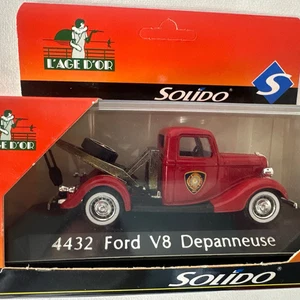 L'AGE D'OR
SOLIDO
S
L'AGE D'OR
4432 Ford V8 Depanneuse
SOLIDO